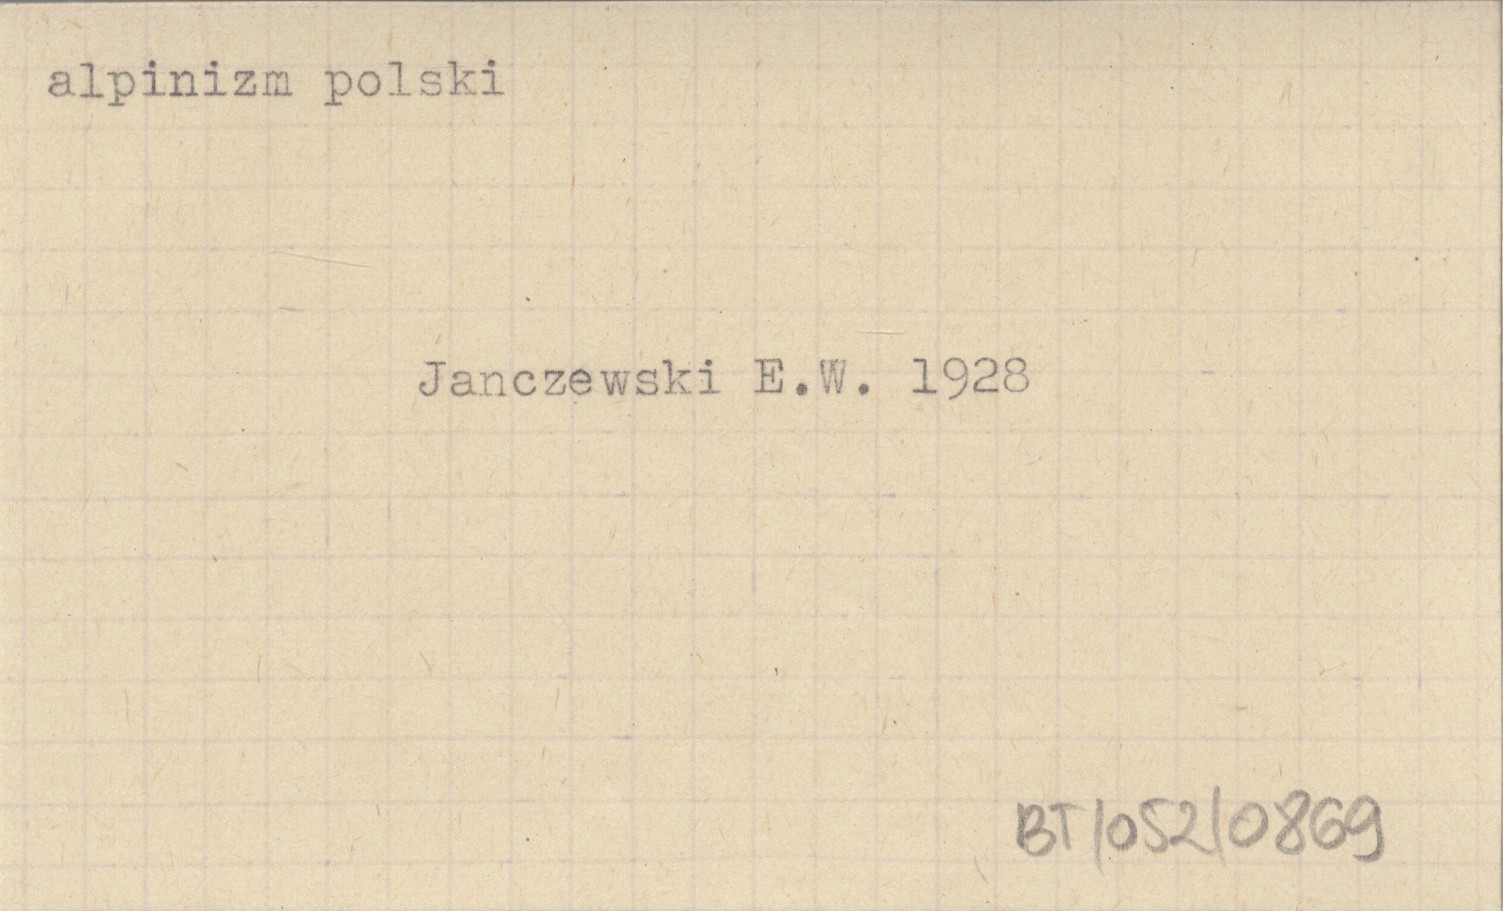 alpinizm polski
Janczewski E.W. 1928
BT/052/0869